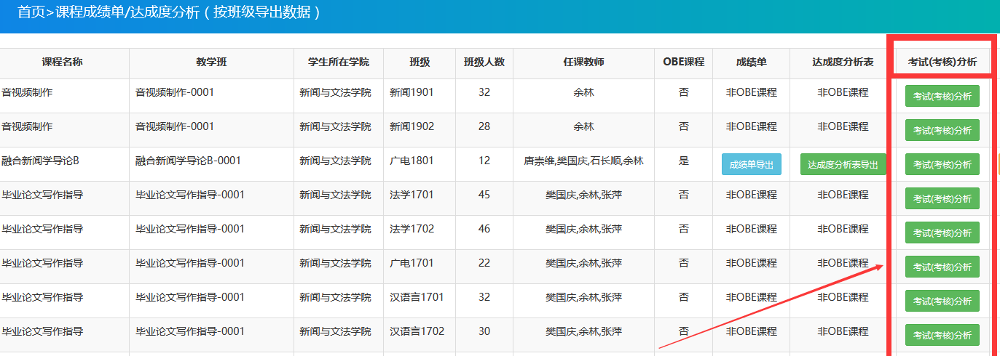 首页>课程成绩单/达成度分析（按班级导出数据）
课程名称 教学班 学生所在学院 班级 班级人数 任课教师 OBE课程 成绩单 达成度分析表 考试(考核)分析
音视频制作 音视频制作-0001 新闻与文法学院 新闻1901 32 余林 否 非OBE课程 非OBE课程 考试(考核)分析
音视频制作 音视频制作-0001 新闻与文法学院 新闻1902 28 余林 否 非OBE课程 非OBE课程 考试(考核)分析
融合新闻学导论B 融合新闻学导论B-0001 新闻与文法学院 广电1801 12 唐崇维,樊国庆,石长顺,余林 是 成绩单导出 达成度分析表导出 考试(考核)分析
毕业论文写作指导 毕业论文写作指导-0001 新闻与文法学院 法学1701 45 樊国庆,余林,张萍 否 非OBE课程 非OBE课程 考试(考核)分析
毕业论文写作指导 毕业论文写作指导-0001 新闻与文法学院 法学1702 46 樊国庆,余林,张萍 否 非OBE课程 非OBE课程 考试(考核)分析
毕业论文写作指导 毕业论文写作指导-0001 新闻与文法学院 广电1701 22 樊国庆,余林,张萍 否 非OBE课程 非OBE课程 考试(考核)分析
毕业论文写作指导 毕业论文写作指导-0001 新闻与文法学院 汉语言1701 32 樊国庆,余林,张萍 否 非OBE课程 非OBE课程 考试(考核)分析
毕业论文写作指导 毕业论文写作指导-0001 新闻与文法学院 汉语言1702 30 樊国庆,余林,张萍 否 非OBE课程 非OBE课程 考试(考核)分析